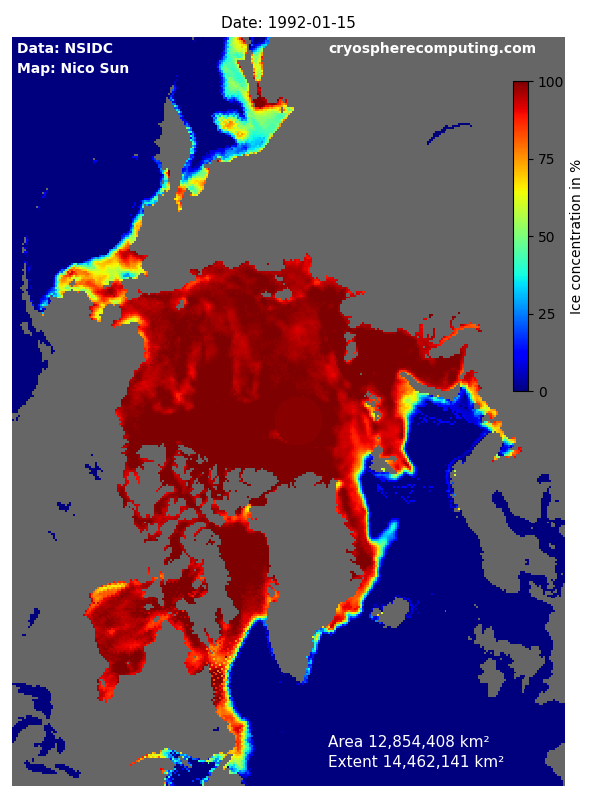 Date: 1992-01-15
Data: NSIDC
Map: Nico Sun
cryospherecomputing.com
100
75
50
25
0
Ice concentration in %
Area 12,854,408 km²
Extent 14,462,141 km²